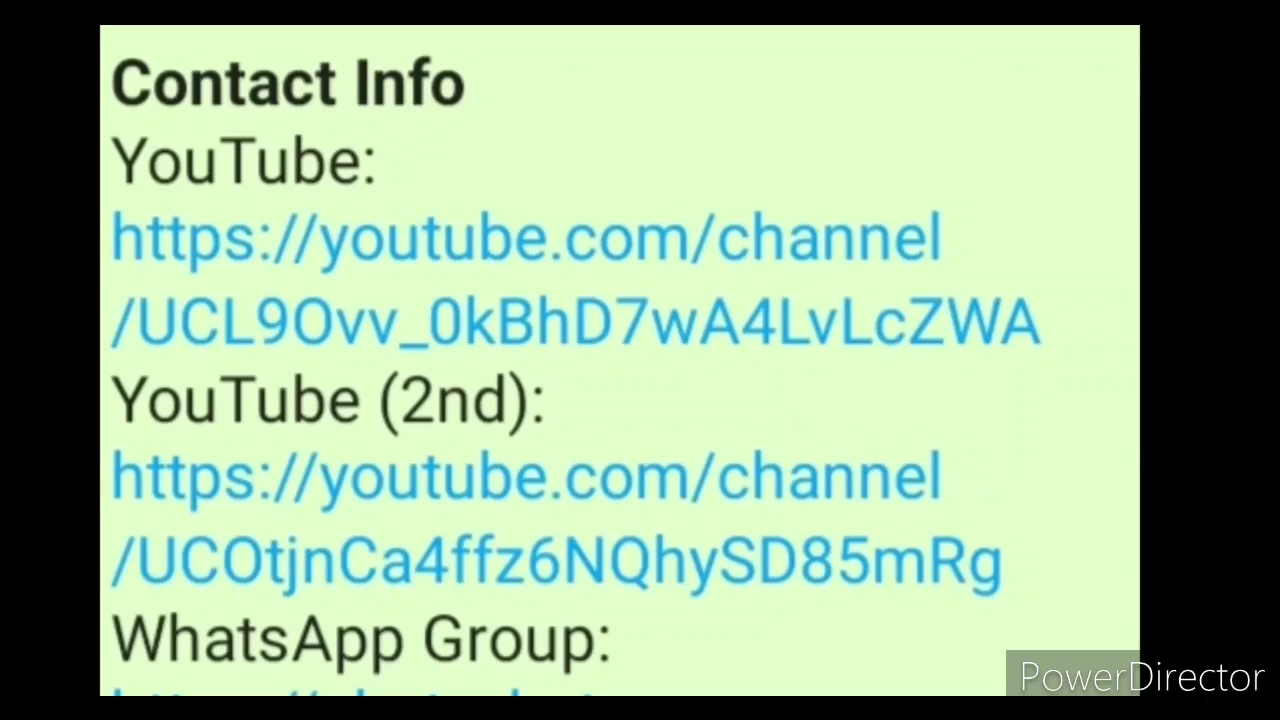 Contact Info
YouTube:
https://youtube.com/channel
/UCL9Ovv_0kBhD7wA4LvLcZWA
YouTube (2nd):
https://youtube.com/channel
/UCOtjnCa4ffz6NQhySD85mRg
WhatsApp Group:
PowerDirector